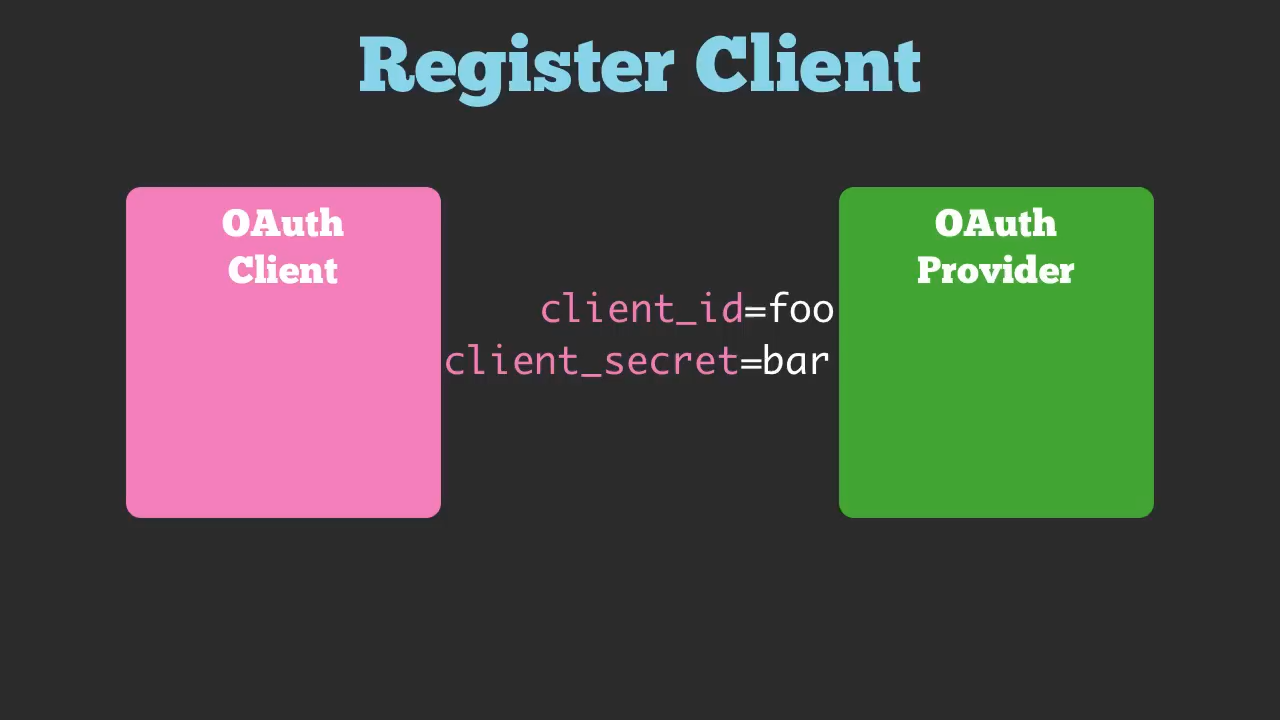 Register Client
OAuth
Client
OAuth
Provider
client_id=foo
client_secret=bar